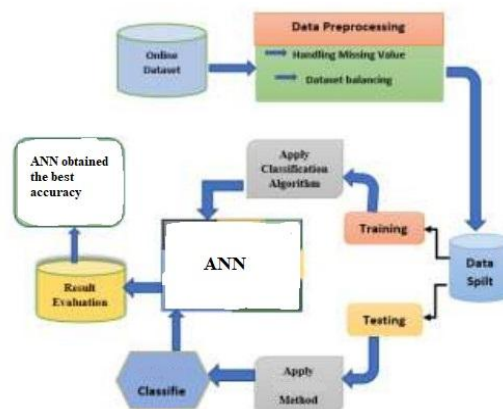 Data Preprocessing
Online
Dataset
Handling Missing Value
Dataset balancing
ANN obtained
the best
accuracy
Apply
Classification
Algorithm
Training
ANN
Data
Spilt
Result
Evaluation
Testing
Classifie
Apply
Method